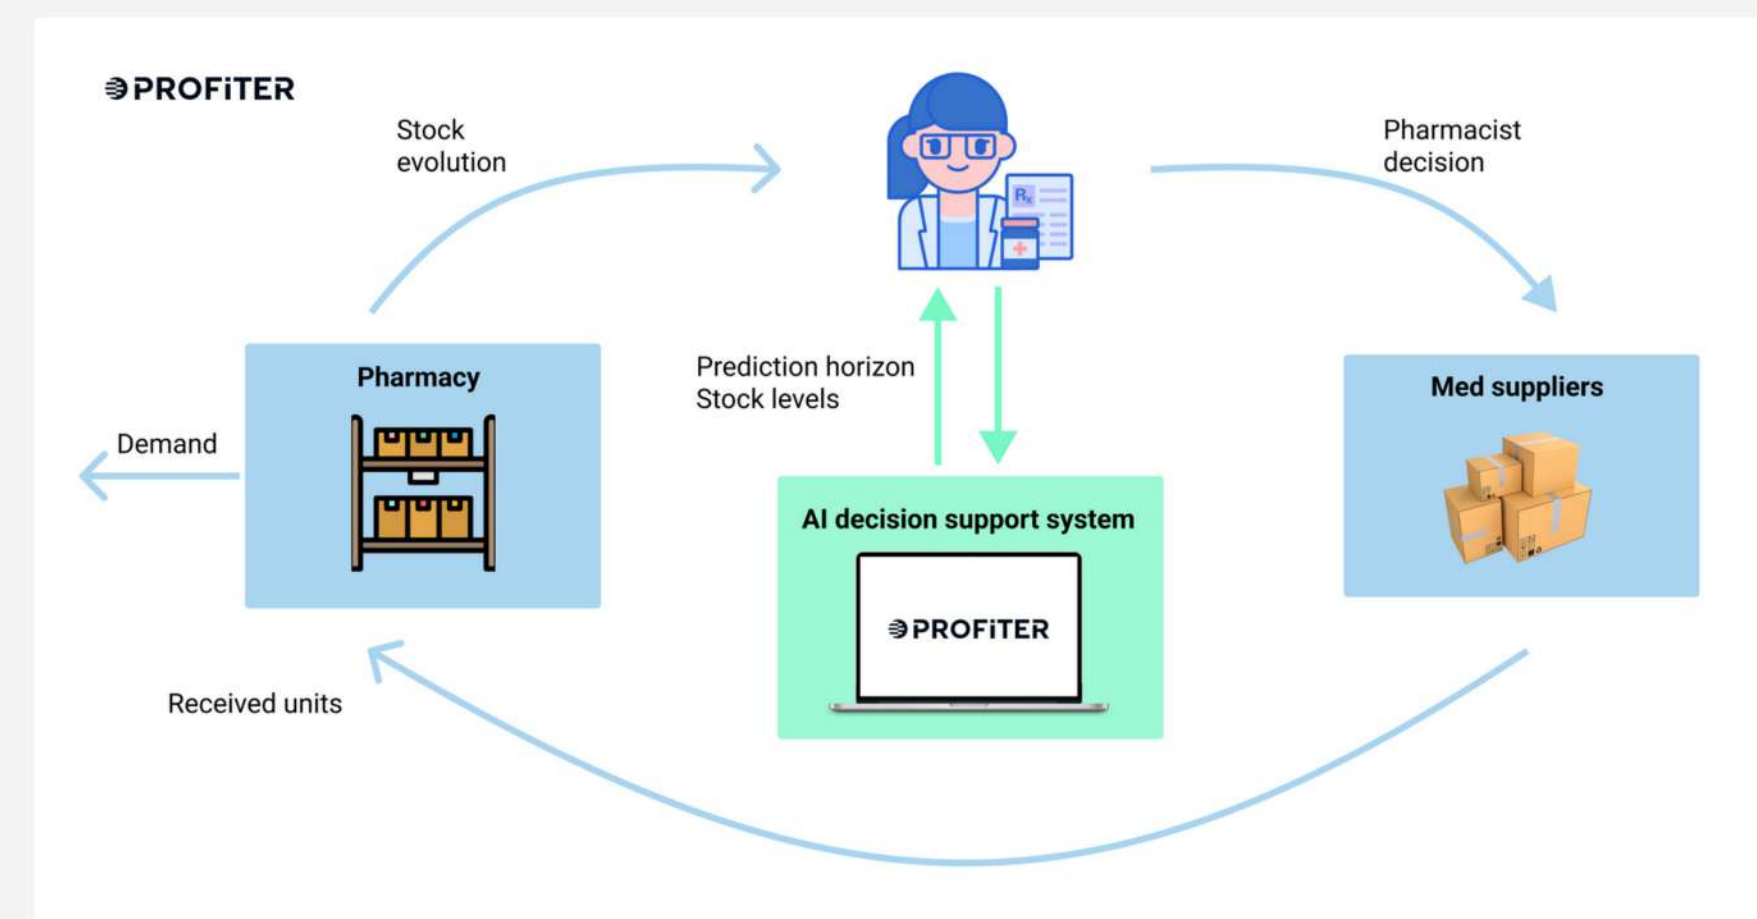 PROFiTER
Stock
evolution
Pharmacist
decision
Rx
Prediction horizon
Stock levels
Pharmacy
Med suppliers
Demand
AI decision support system
PROFiTER
Received units